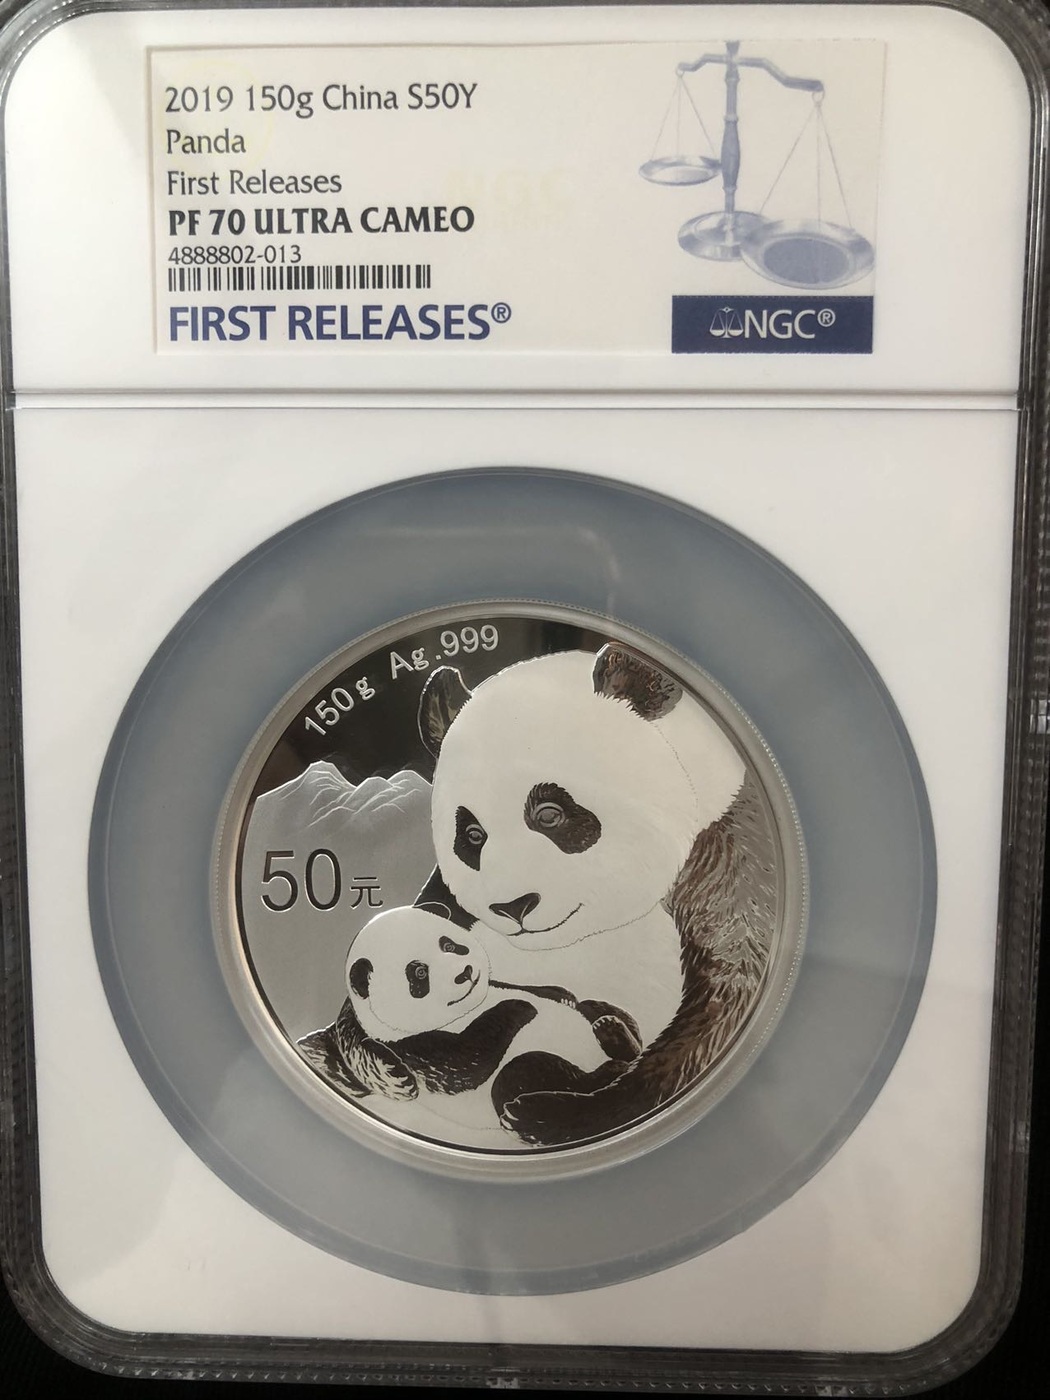 2019 150g China S50Y
Panda
First Releases
PF 70 ULTRA CAMEO
4888802-013
FIRST RELEASES®
NGC®
150g Ag.999
50元